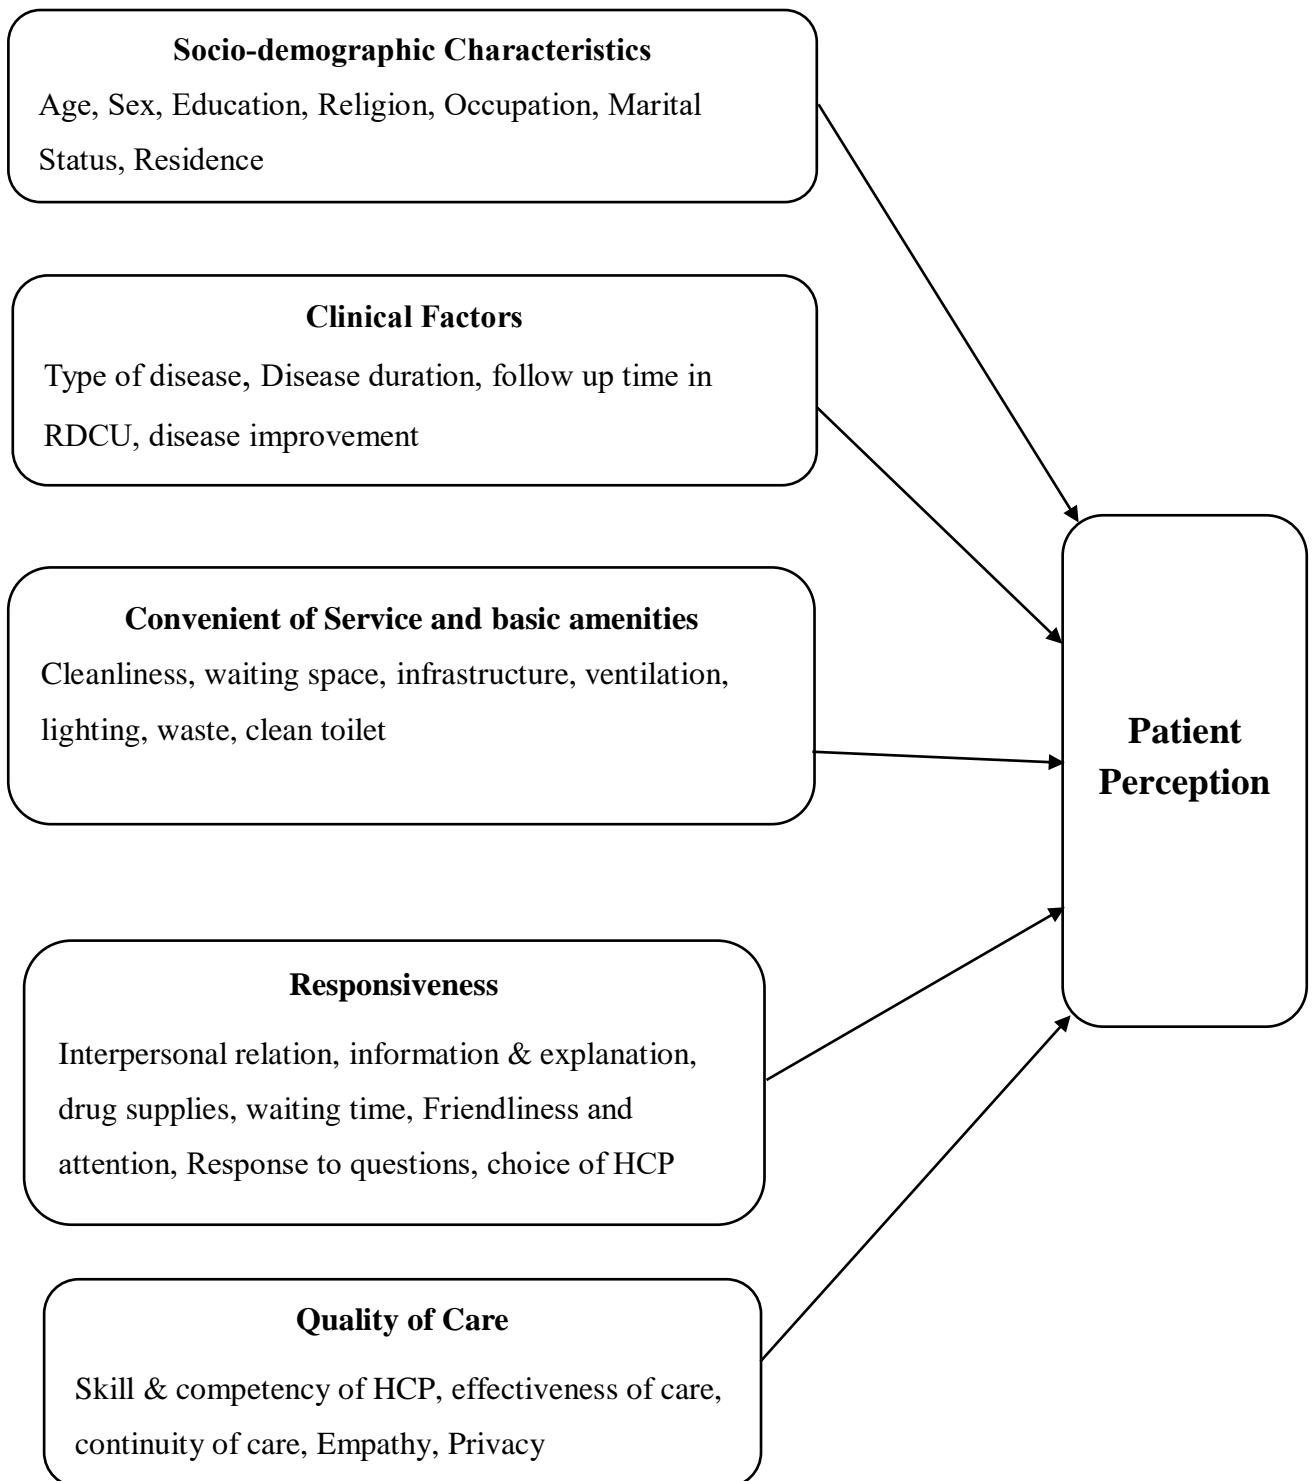 Socio-demographic Characteristics
Age, Sex, Education, Religion, Occupation, Marital
Status, Residence
Clinical Factors
Type of disease, Disease duration, follow up time in
RDCU, disease improvement
Convenient of Service and basic amenities
Cleanliness, waiting space, infrastructure, ventilation,
lighting, waste, clean toilet
Patient
Perception
Responsiveness
Interpersonal relation, information & explanation,
drug supplies, waiting time, Friendliness and
attention, Response to questions, choice of HCP
Quality of Care
Skill & competency of HCP, effectiveness of care,
continuity of care, Empathy, Privacy